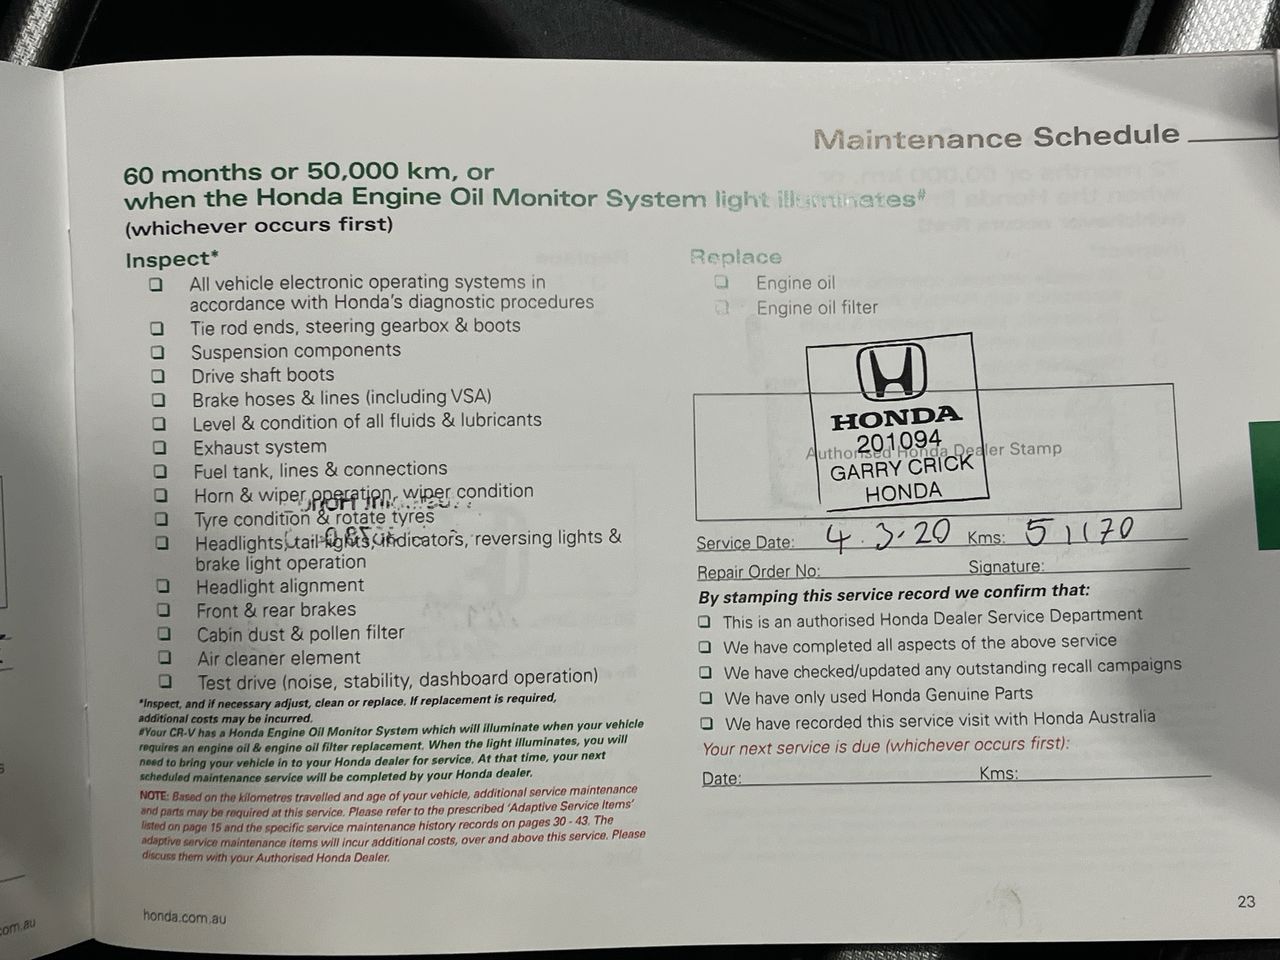 Maintenance Schedule
60 months or 50,000 km, or
when the Honda Engine Oil Monitor System light illuminates#
(whichever occurs first)
Inspect*
❏ All vehicle electronic operating systems in
accordance with Honda's diagnostic procedures
❏ Tie rod ends, steering gearbox & boots
❏ Suspension components
❏ Drive shaft boots
❏ Brake hoses & lines (including VSA)
❏ Level & condition of all fluids & lubricants
❏ Exhaust system
❏ Fuel tank, lines & connections
❏ Horn & wiper operation, wiper condition
❏ Tyre condition & rotate tyres
❏ Headlights, tail-lights, indicators, reversing lights &
brake light operation
❏ Headlight alignment
❏ Front & rear brakes
❏ Cabin dust & pollen filter
❏ Air cleaner element
❏ Test drive (noise, stability, dashboard operation)
*Inspect, and if necessary adjust, clean or replace. If replacement is required,
additional costs may be incurred.
#Your CR-V has a Honda Engine Oil Monitor System which will illuminate when your vehicle
requires an engine oil & engine oil filter replacement. When the light illuminates, you will
need to bring your vehicle in to your Honda dealer for service. At that time, your next
scheduled maintenance service will be completed by your Honda dealer.
NOTE: Based on the kilometres travelled and age of your vehicle, additional service maintenance
and parts may be required at this service. Please refer to the prescribed 'Adaptive Service Items'
listed on page 15 and the specific service maintenance history records on pages 30 - 43. The
adaptive service maintenance items will incur additional costs, over and above this service. Please
discuss them with your Authorised Honda Dealer.
Replace
❏ Engine oil
❏ Engine oil filter
HONDA
201094
Authorised Honda Dealer Stamp
GARRY CRICK
HONDA
Service Date: 4.3.20 Kms: 51170
Repair Order No: Signature:
By stamping this service record we confirm that:
❏ This is an authorised Honda Dealer Service Department
❏ We have completed all aspects of the above service
❏ We have checked/updated any outstanding recall campaigns
❏ We have only used Honda Genuine Parts
❏ We have recorded this service visit with Honda Australia
Your next service is due (whichever occurs first):
Date: Kms:
honda.com.au
23
com.au